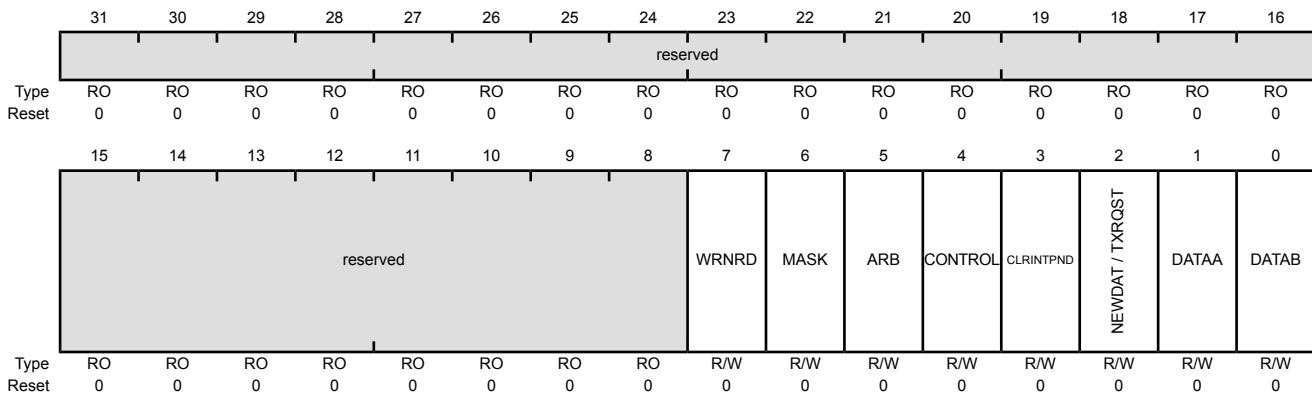 31 30 29 28 27 26 25 24 23 22 21 20 19 18 17 16
reserved
Type RO RO RO RO RO RO RO RO RO RO RO RO RO RO RO RO
Reset 0 0 0 0 0 0 0 0 0 0 0 0 0 0 0 0
15 14 13 12 11 10 9 8 7 6 5 4 3 2 1 0
reserved WRNRD MASK ARB CONTROL CLRINTPND NEWDAT / TXRQST DATAA DATAB
Type RO RO RO RO RO RO RO RO R/W R/W R/W R/W R/W R/W R/W R/W
Reset 0 0 0 0 0 0 0 0 0 0 0 0 0 0 0 0